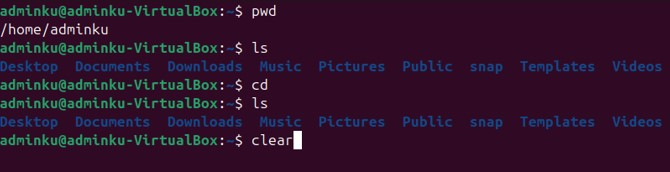 adminku@adminku-VirtualBox:~$ pwd
/home/adminku
adminku@adminku-VirtualBox:~$ ls
Desktop  Documents  Downloads  Music  Pictures  Public  snap  Templates  Videos
adminku@adminku-VirtualBox:~$ cd
adminku@adminku-VirtualBox:~$ ls
Desktop  Documents  Downloads  Music  Pictures  Public  snap  Templates  Videos
adminku@adminku-VirtualBox:~$ clear